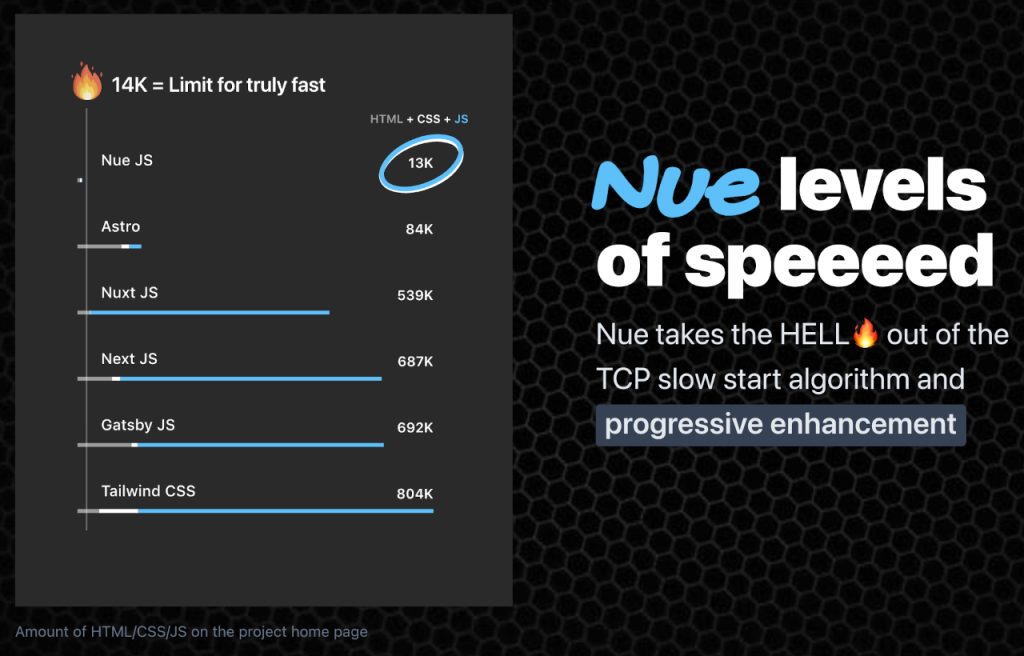 🔥 14K = Limit for truly fast
HTML + CSS + JS
Nue JS 13K
Astro 84K
Nuxt JS 539K
Next JS 687K
Gatsby JS 692K
Tailwind CSS 804K
Amount of HTML/CSS/JS on the project home page
Nue levels
of speeeed
Nue takes the HELL🔥 out of the
TCP slow start algorithm and
progressive enhancement